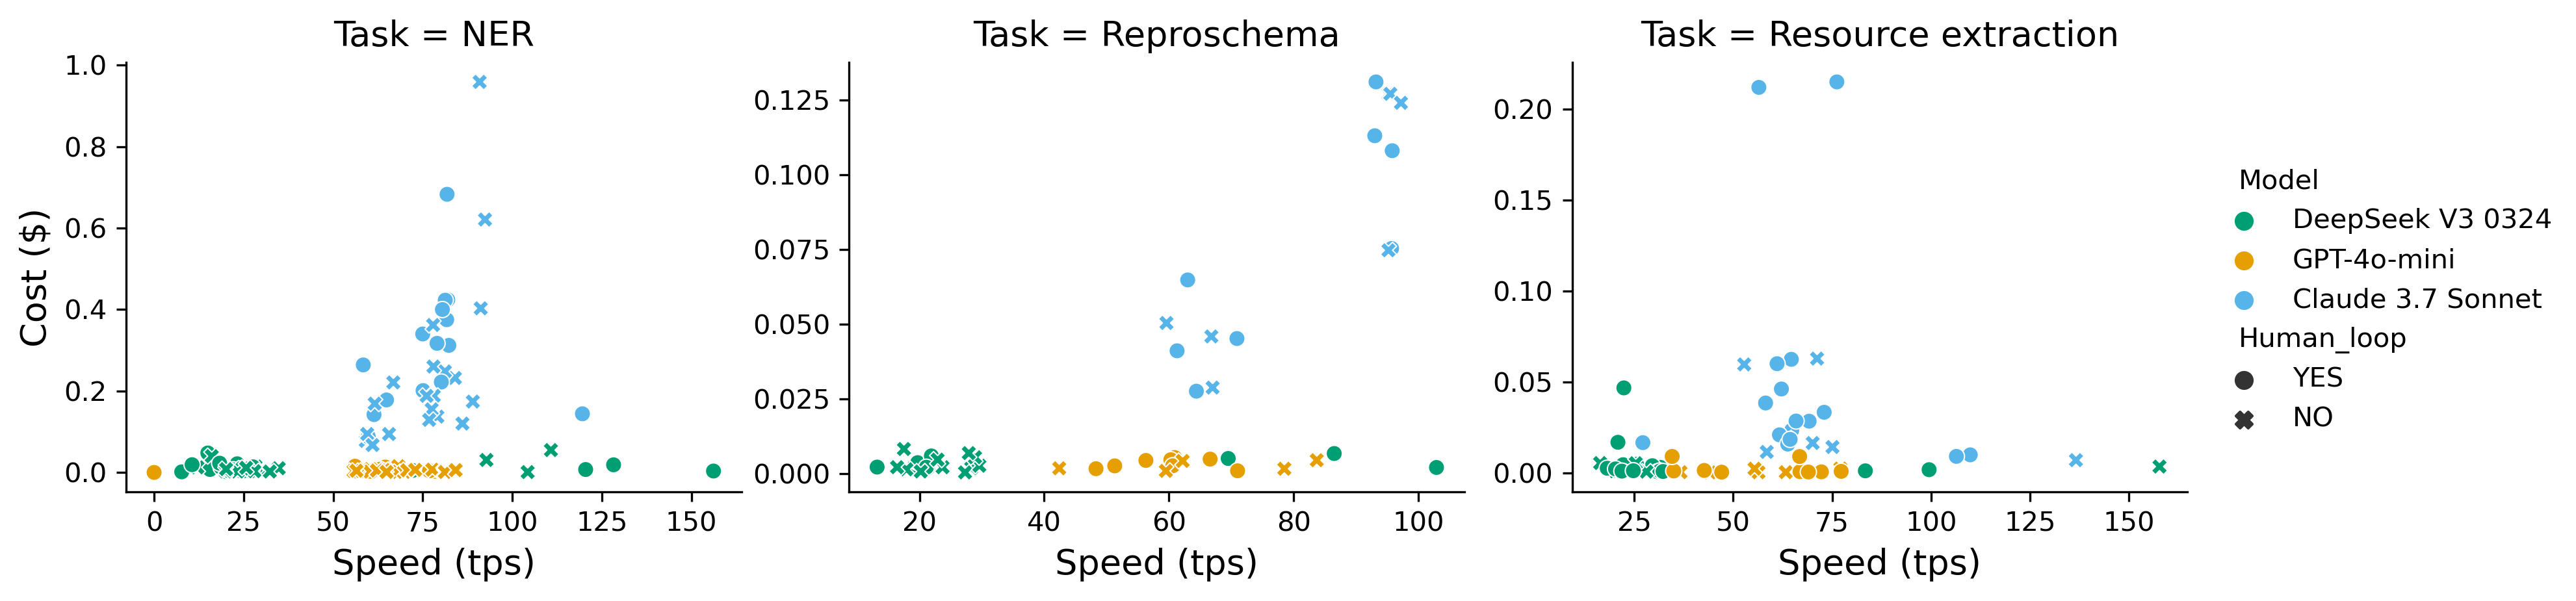 Task = NER
Task = Reproschema
Task = Resource extraction
Cost ($)
1.0
0.8
0.6
0.4
0.2
0.0
0 25 50 75 100 125 150
Speed (tps)
0.125
0.100
0.075
0.050
0.025
0.000
20 40 60 80 100
Speed (tps)
0.20
0.15
0.10
0.05
0.00
25 50 75 100 125 150
Speed (tps)
Model
DeepSeek V3 0324
GPT-4o-mini
Claude 3.7 Sonnet
Human_loop
YES
NO